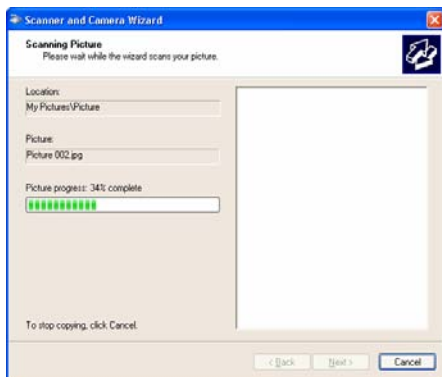 Scanner and Camera Wizard
Scanning Picture
Please wait while the wizard scans your picture.
Location:
My Pictures\Picture
Picture:
Picture 002.jpg
Picture progress: 34% complete
To stop copying, click Cancel.
< Back
Next >
Cancel